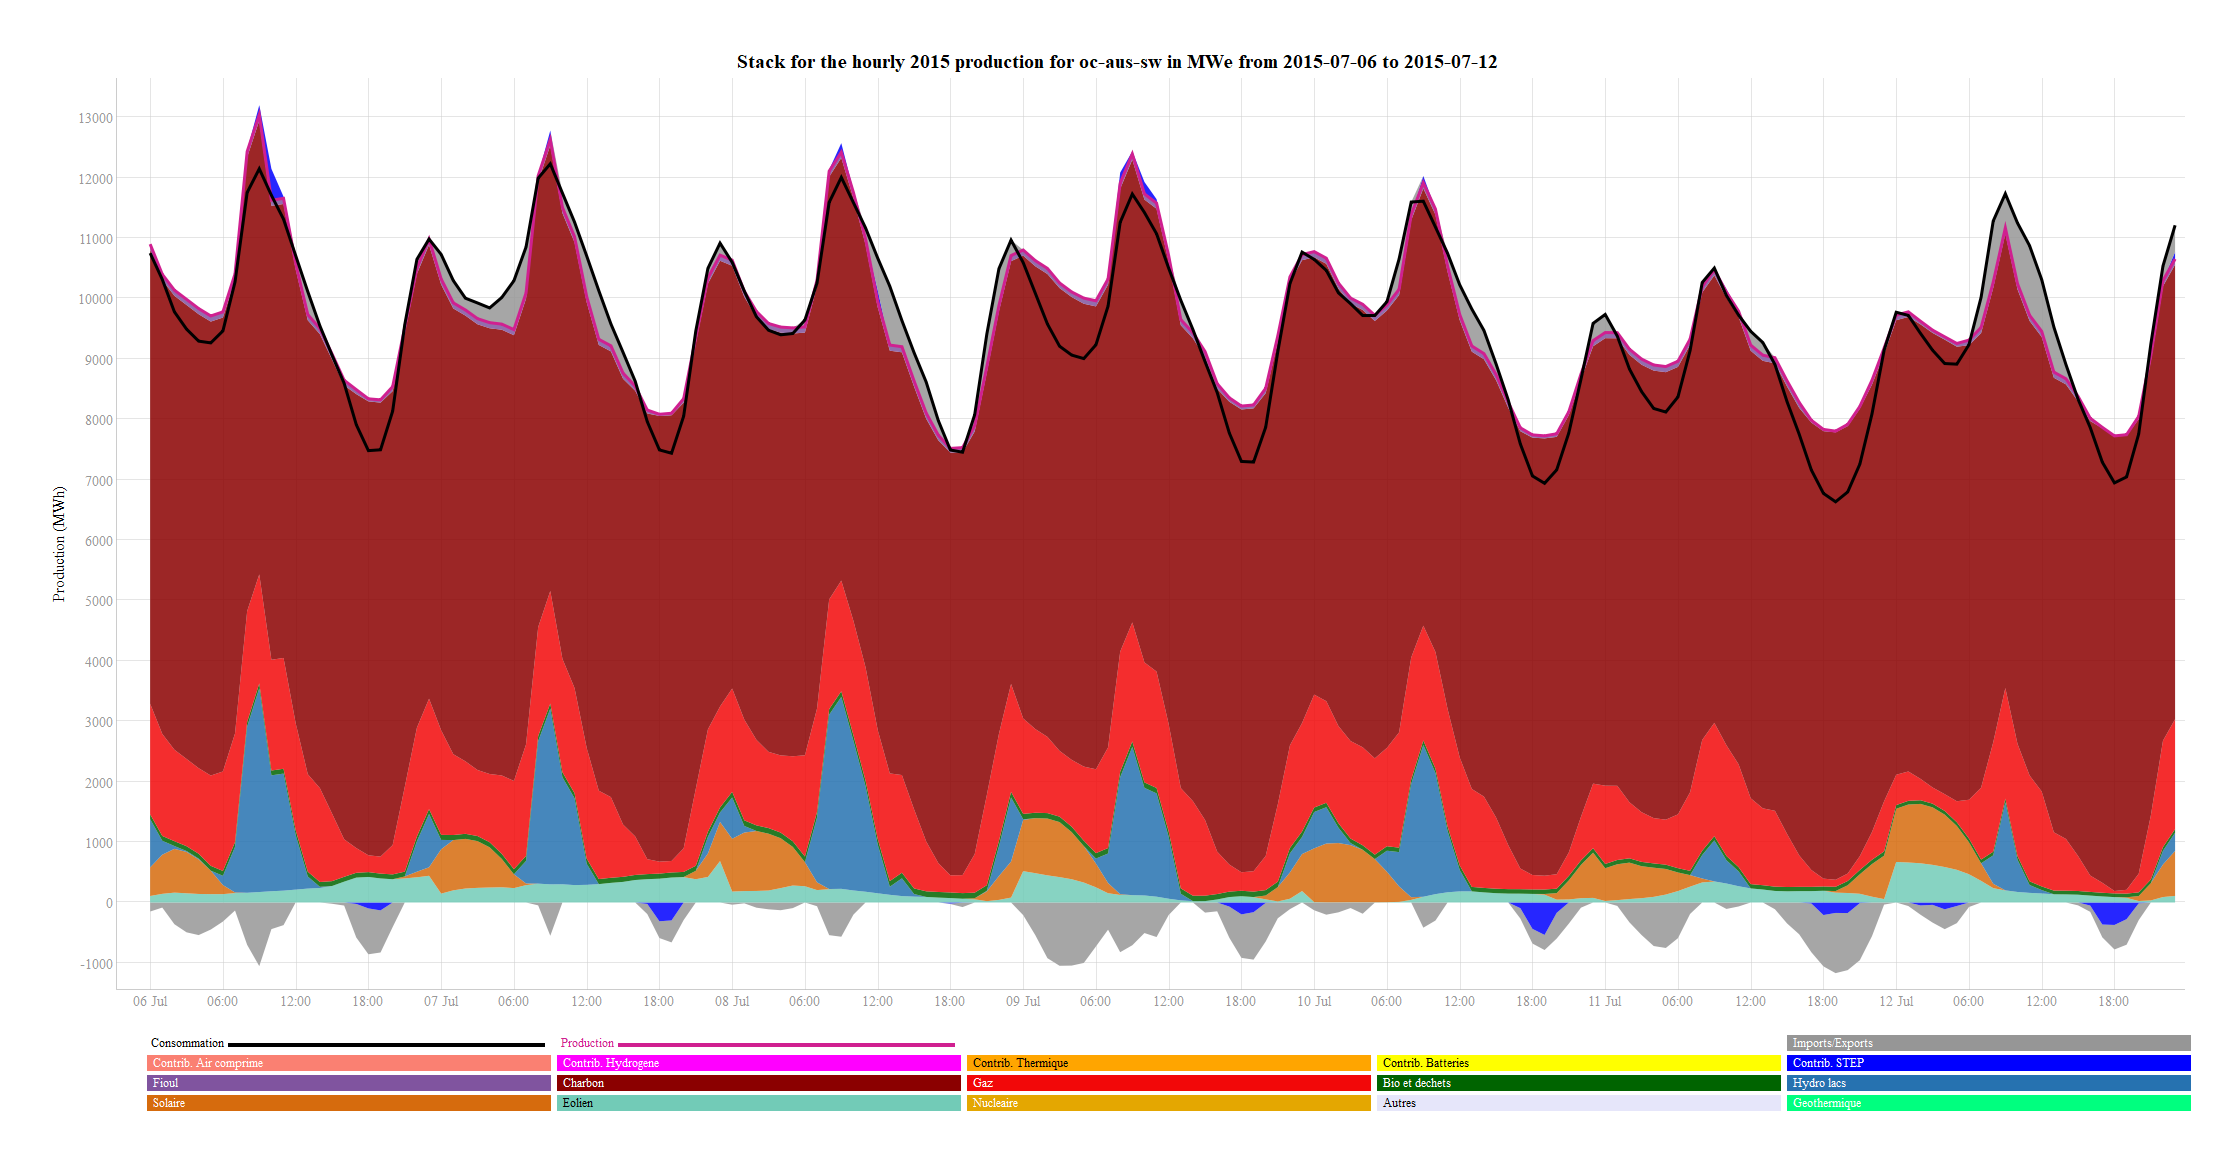 Stack for the hourly 2015 production for oc-aus-sw in MWe from 2015-07-06 to 2015-07-12
13000
12000
11000
10000
9000
8000
7000
6000
5000
4000
3000
2000
1000
0
-1000
Production (MWh)
06 Jul 06:00 12:00 18:00 07 Jul 06:00 12:00 18:00 08 Jul 06:00 12:00 18:00 09 Jul 06:00 12:00 18:00 10 Jul 06:00 12:00 18:00 11 Jul 06:00 12:00 18:00 12 Jul 06:00 12:00 18:00
Consommation Production Imports/Exports
Contrib. Air comprime Contrib. Hydrogene Contrib. Thermique Contrib. Batteries Contrib. STEP
Fioul Charbon Gaz Bio et dechets Hydro lacs
Solaire Eolien Nucleaire Autres Geothermique